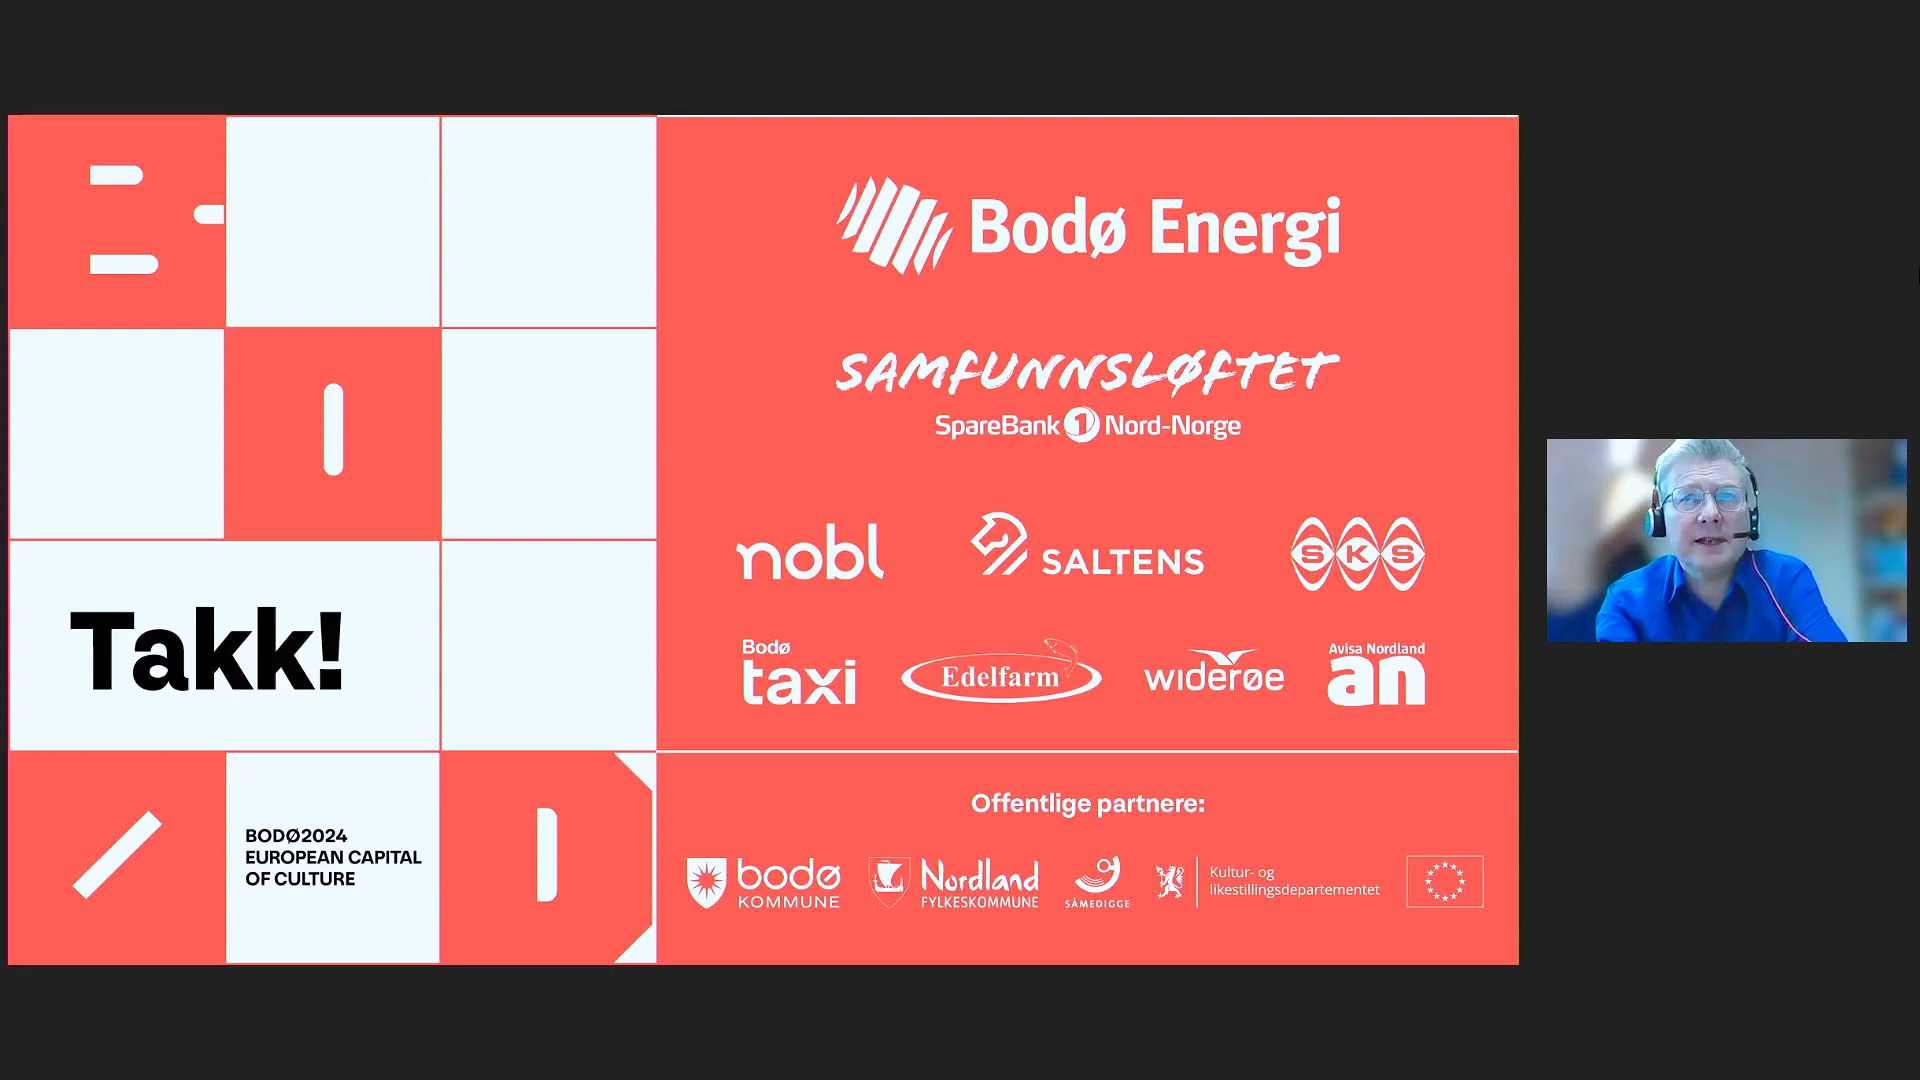 Takk!
BODØ2024
EUROPEAN CAPITAL
OF CULTURE
Bodø Energi
SAMFUNNSLØFTET
SpareBank 1 Nord-Norge
nobl
SALTENS
SKS
Bodø
taxi
Edelfarm
widerøe
Avisa Nordland
an
Offentlige partnere:
bodø
KOMMUNE
Nordland
FYLKESKOMMUNE
SÁMEDIGGE
Kultur- og
likestillingsdepartementet